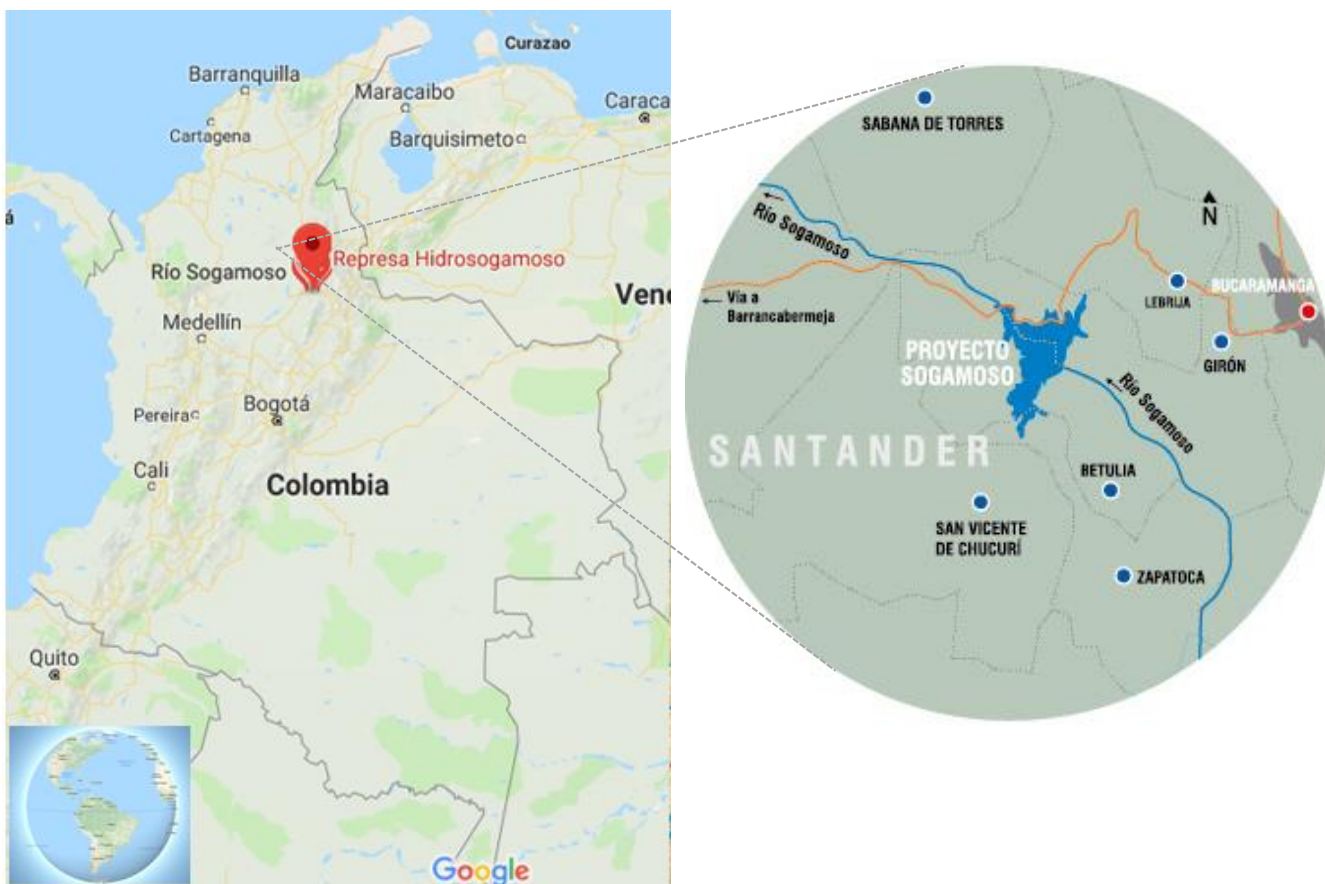 Curazao
Barranquilla
Maracaibo
Caraca
Cartagena
Barquisimeto
á
Represa Hidrosogamoso
Río Sogamoso
Vene
Medellín
Bogotá
Pereira
Cali
Colombia
Quito
Google
SABANA DE TORRES
N
Río Sogamoso
BUCARAMANGA
LEBRIJA
Vía a
Barrancabermeja
PROYECTO
SOGAMOSO
GIRÓN
Río Sogamoso
SANTANDER
BETULIA
SAN VICENTE
DE CHUCURÍ
ZAPATOCA